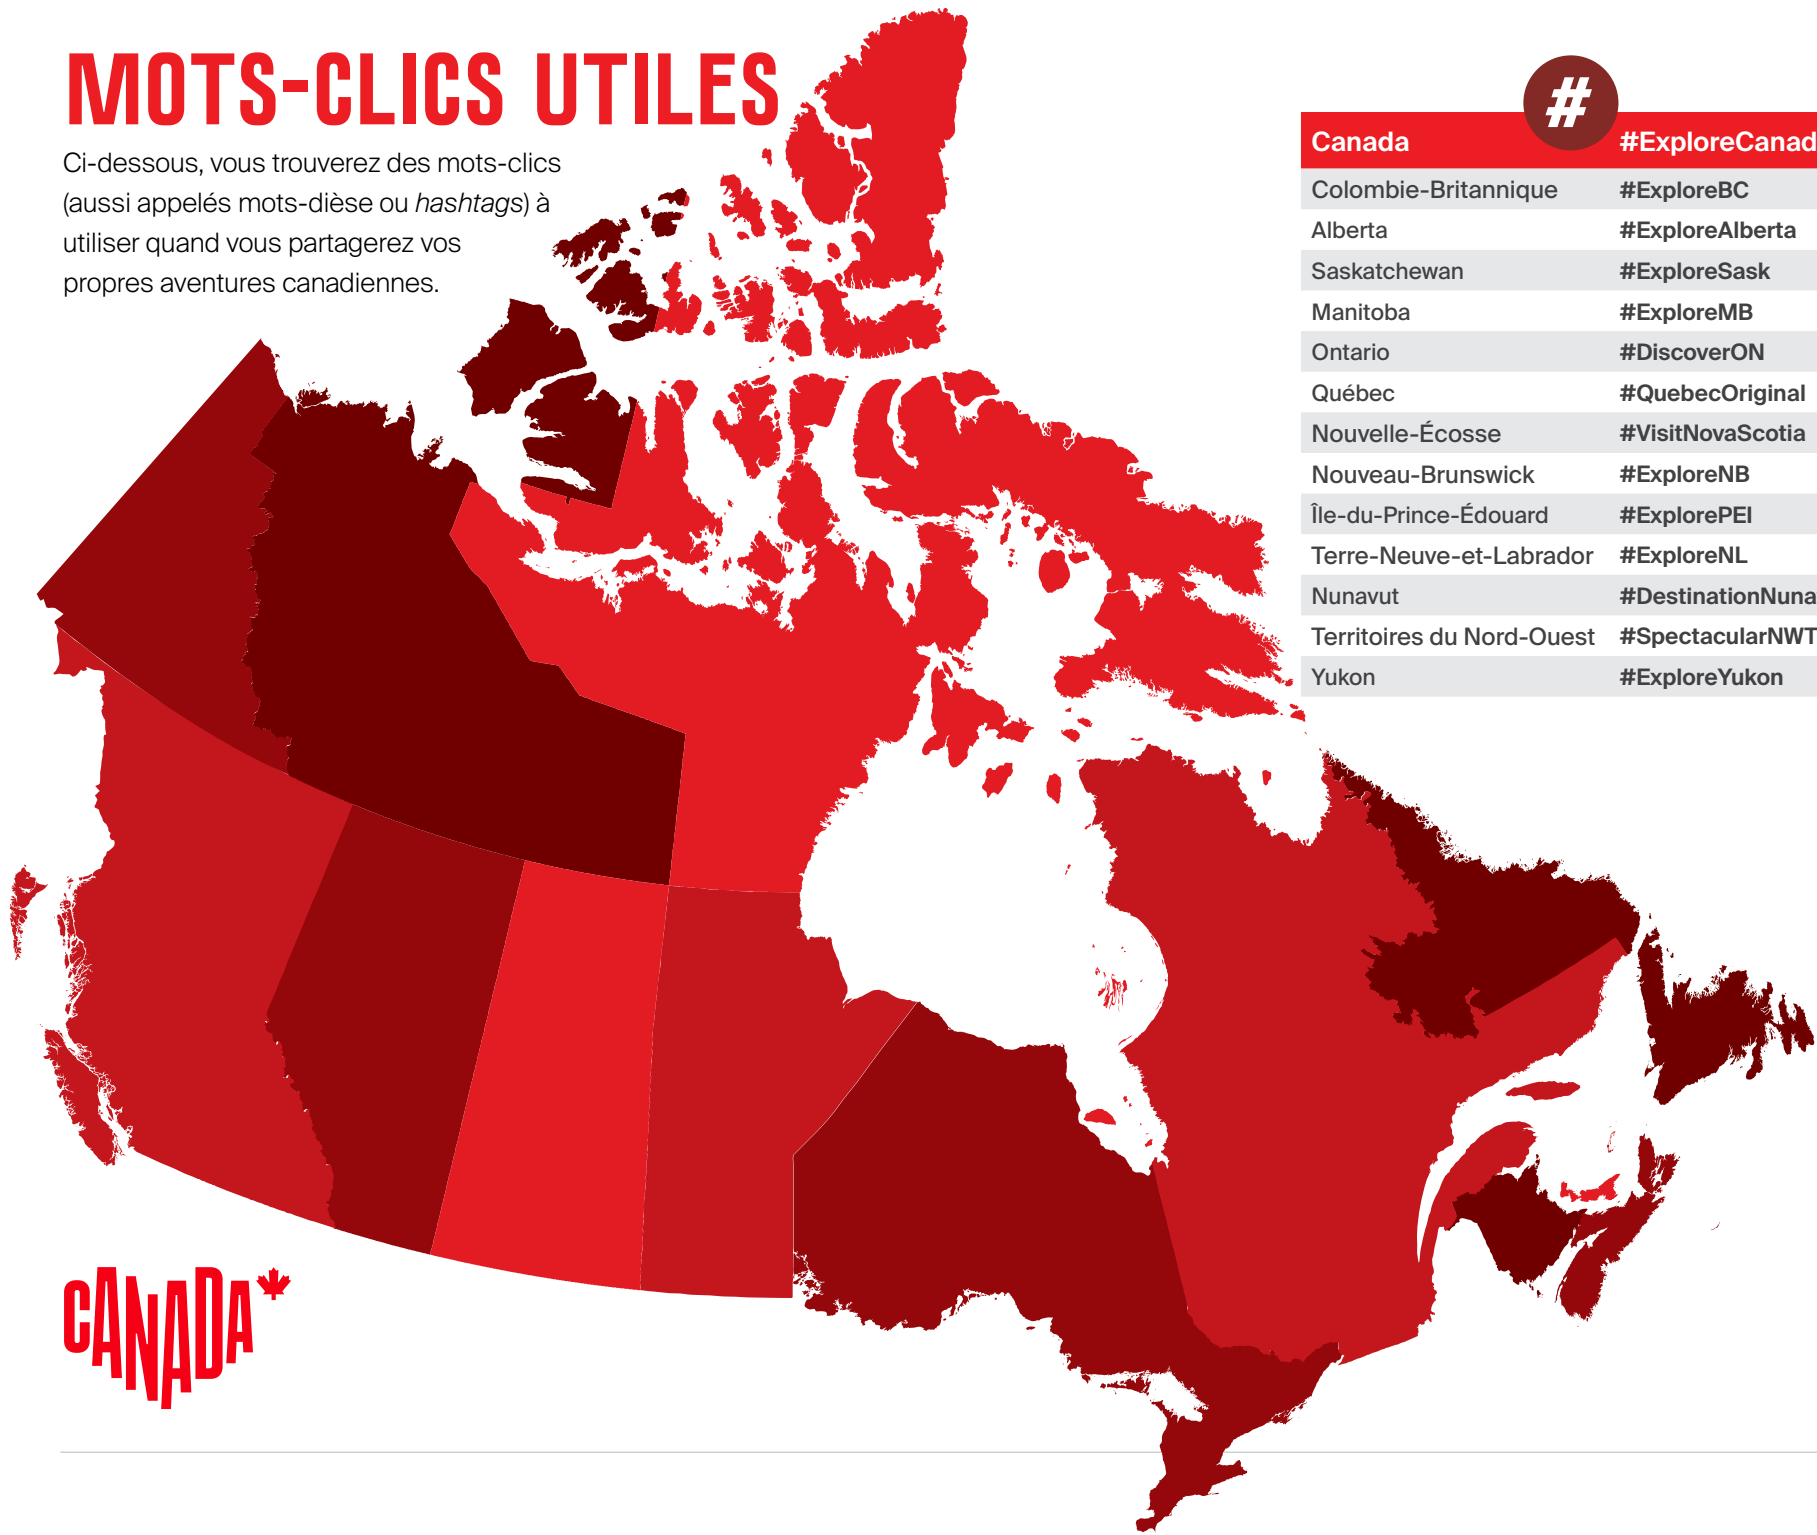 MOTS-CLICS UTILES
Ci-dessous, vous trouverez des mots-clics
(aussi appelés mots-dièse ou hashtags) à
utiliser quand vous partagerez vos
propres aventures canadiennes.
#
Canada #ExploreCanad
Colombie-Britannique #ExploreBC
Alberta #ExploreAlberta
Saskatchewan #ExploreSask
Manitoba #ExploreMB
Ontario #DiscoverON
Québec #QuebecOriginal
Nouvelle-Écosse #VisitNovaScotia
Nouveau-Brunswick #ExploreNB
Île-du-Prince-Édouard #ExplorePEI
Terre-Neuve-et-Labrador #ExploreNL
Nunavut #DestinationNuna
Territoires du Nord-Ouest #SpectacularNWT
Yukon #ExploreYukon
CANADA